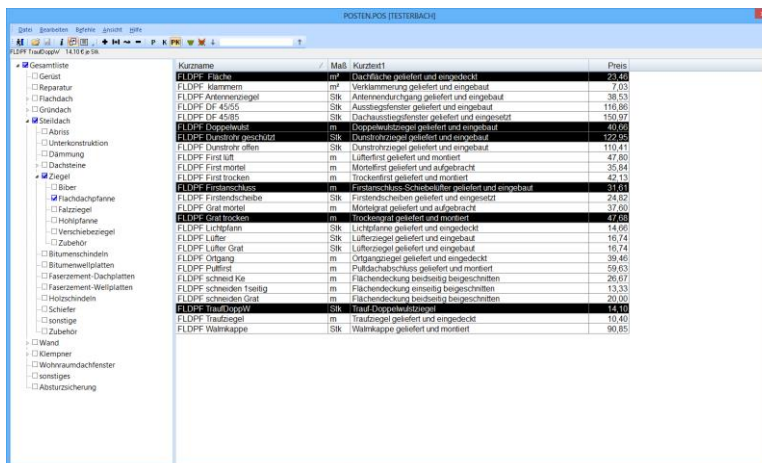 POSTEN.POS [TESTERBACH]
Datei Bearbeiten Befehle Ansicht Hilfe
P K PK
FLDPF TraufDoppW 14,10 € je Stk
Gesamtliste
Gerüst
Reparatur
Flachdach
Gründach
Steildach
Abriss
Unterkonstruktion
Dämmung
Dachsteine
Ziegel
Biber
Flachdachpfanne
Falzziegel
Hohlpfanne
Verschiebeziegel
Zubehör
Bitumenschindeln
Bitumenwellplatten
Faserzement-Dachplatten
Faserzement-Wellplatten
Holzschindeln
Schiefer
sonstige
Zubehör
Wand
Klempner
Wohnraumdachfenster
sonstiges
Absturzsicherung
Kurzname Maß Kurztext1 Preis
FLDPF Fläche m² Dachfläche geliefert und eingedeckt 23,46
FLDPF klammern m² Verklammerung geliefert und eingebaut 7,03
FLDPF Antennenziegel Stk Antennendurchgang geliefert und eingebaut 38,53
FLDPF DF 45/55 Stk Ausstiegsfenster geliefert und eingebaut 116,86
FLDPF DF 45/85 Stk Dachausstiegsfenster geliefert und eingesetzt 150,97
FLDPF Doppelwulst m Doppelwulstziegel geliefert und eingebaut 40,66
FLDPF Dunstrohr geschützt Stk Dunstrohrziegel geliefert und eingebaut 122,95
FLDPF Dunstrohr offen Stk Dunstrohrziegel geliefert und eingebaut 110,41
FLDPF First lüft m Lüfterfirst geliefert und montiert 47,80
FLDPF First mörtel m Mörtelfirst geliefert und aufgebracht 35,84
FLDPF First trocken m Trockenfirst geliefert und montiert 42,13
FLDPF Firstanschluss m Firstanschluss-Schiebelüfter geliefert und eingebaut 31,61
FLDPF Firstendscheibe Stk Firstendscheiben geliefert und eingesetzt 24,82
FLDPF Grat mörtel m Mörtelgrat geliefert und aufgebracht 37,60
FLDPF Grat trocken m Trockengrat geliefert und montiert 47,68
FLDPF Lichtpfann Stk Lichtpfanne geliefert und eingedeckt 14,66
FLDPF Lüfter Stk Lüfterziegel geliefert und eingebaut 16,74
FLDPF Lüfter Grat Stk Lüfterziegel geliefert und eingebaut 16,74
FLDPF Ortgang m Ortgangziegel geliefert und eingedeckt 39,46
FLDPF Pultfirst m Pultdachabschluss geliefert und montiert 59,63
FLDPF schneid Ke m Flächendeckung beidseitig beigeschnitten 26,67
FLDPF schneiden 1seitig m Flächendeckung einseitig beigeschnitten 13,33
FLDPF schneiden Grat m Flächendeckung beidseitig beigeschnitten 20,00
FLDPF TraufDoppW Stk Trauf-Doppelwulstziegel 14,10
FLDPF Traufziegel m Traufziegel geliefert und eingedeckt 10,40
FLDPF Walmkappe Stk Walmkappe geliefert und montiert 90,85